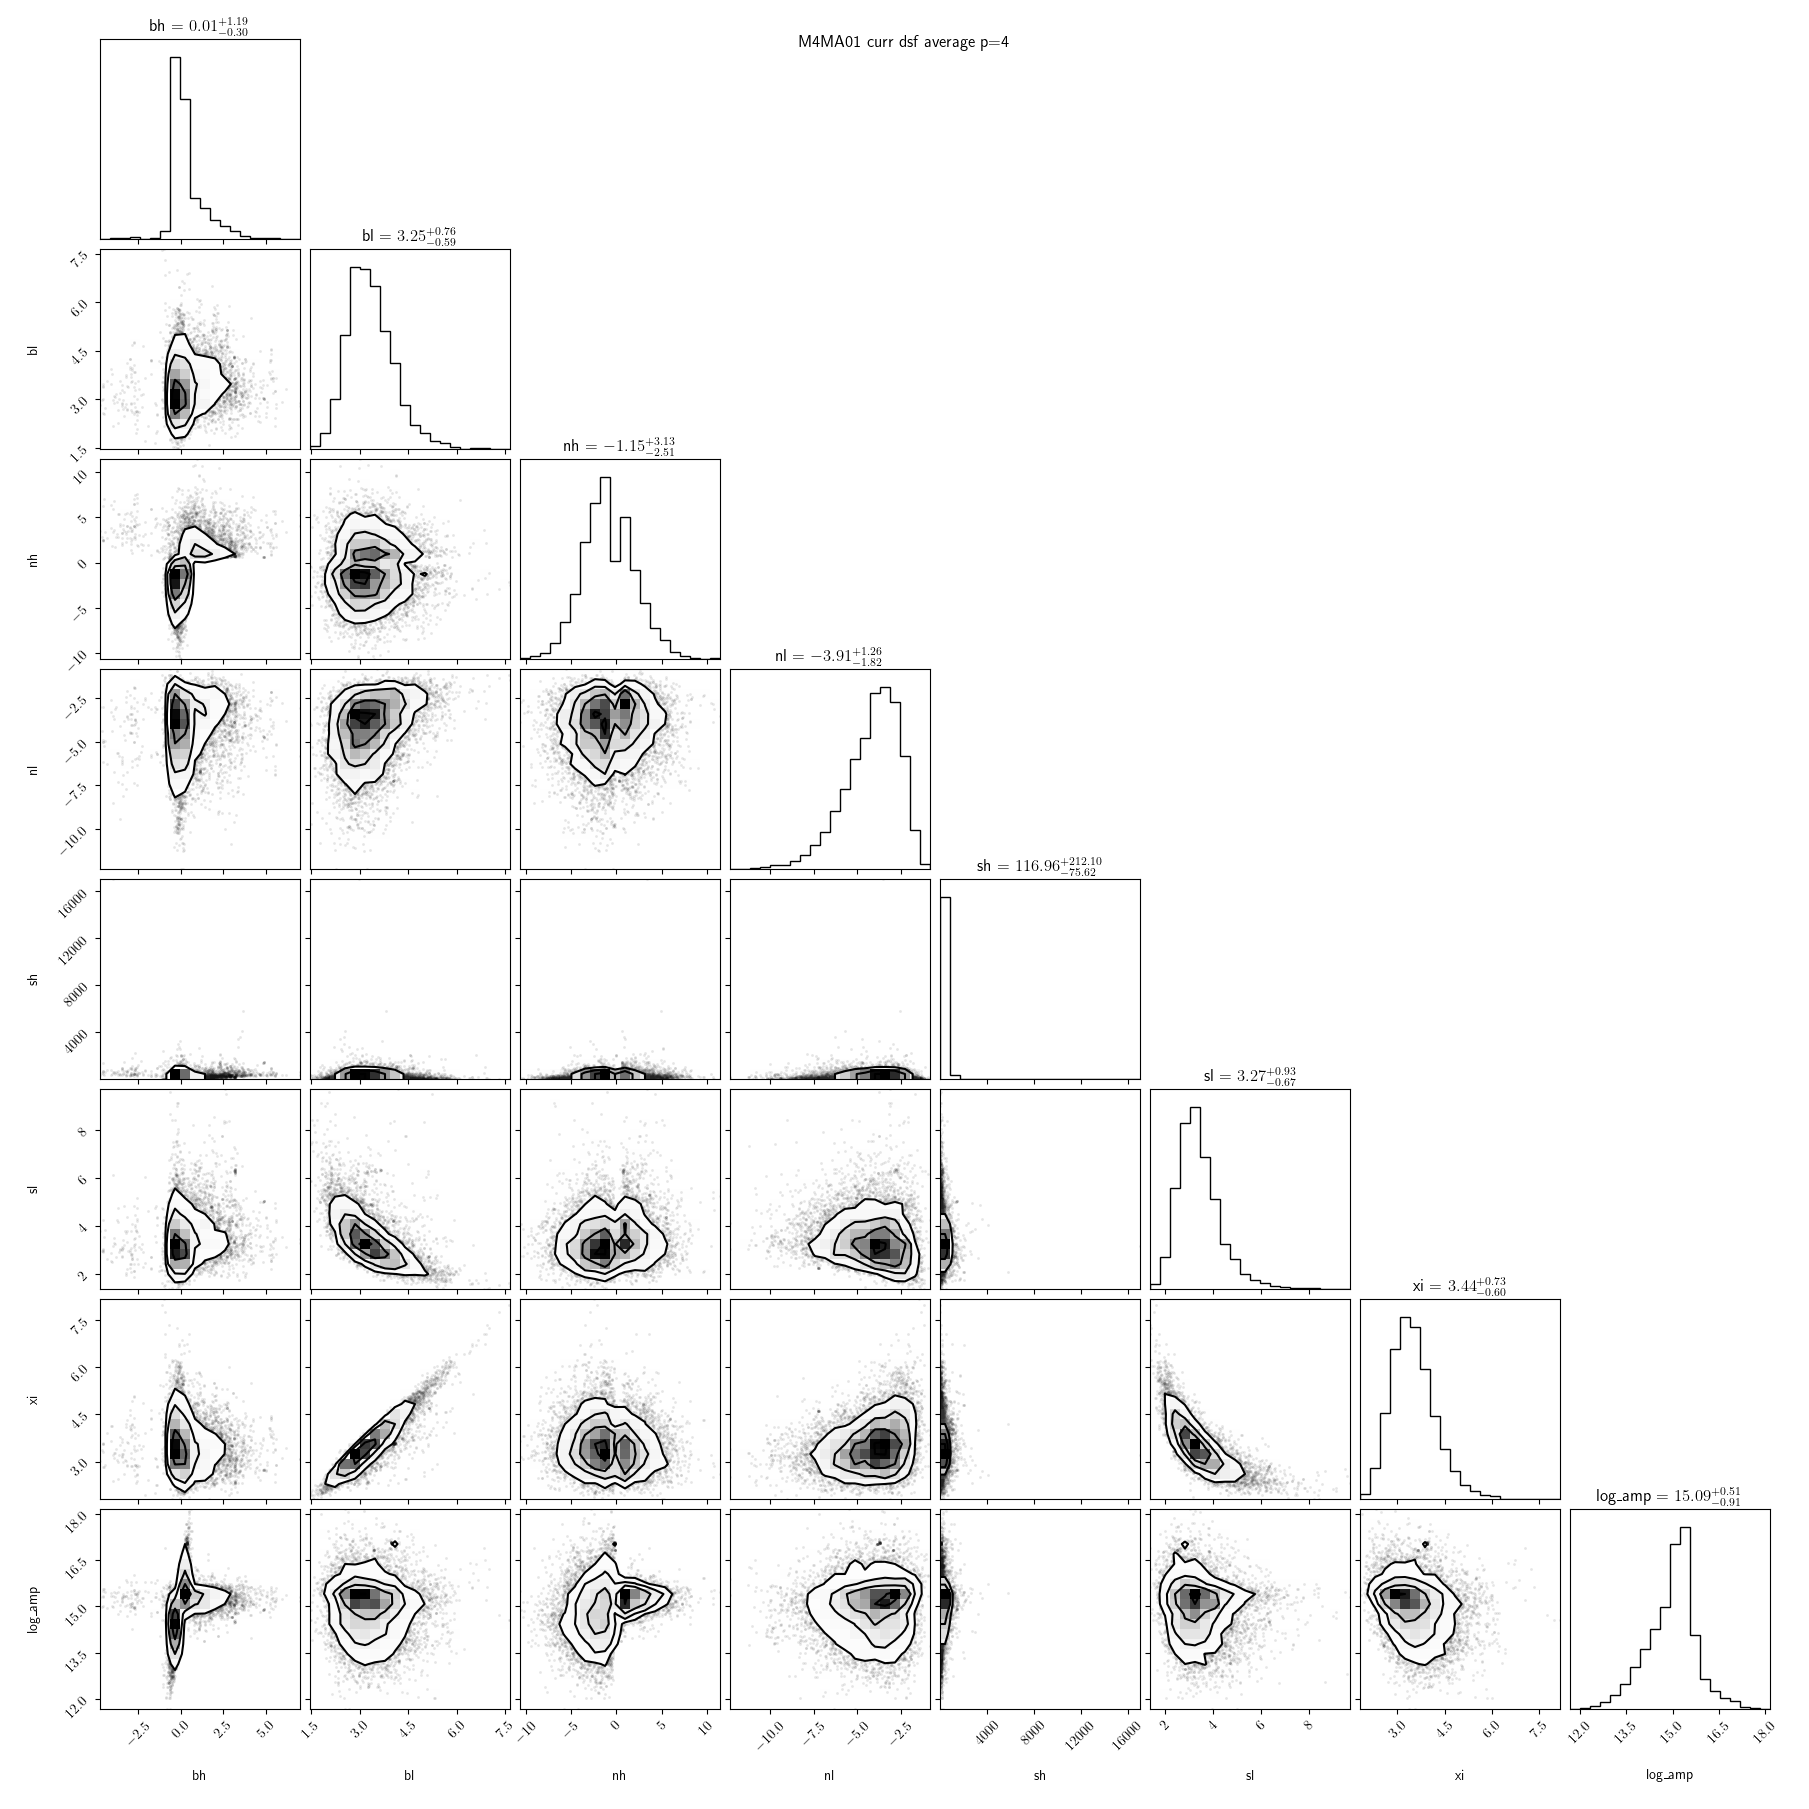 M4MA01 curr dsf average p=4
bh = 0.01 +1.19 −0.30
bl = 3.25 +0.76 −0.59
7.5
6.0
4.5
3.0
1.5
bl
nh = −1.15 +3.13 −2.51
10
5
0
−5
−10
nh
nl = −3.91 +1.26 −1.82
−2.5
−5.0
−7.5
−10.0
nl
sh = 116.96 +212.10 −75.62
16000
12000
8000
4000
sh
sl = 3.27 +0.93 −0.67
8
6
4
2
sl
xi = 3.44 +0.73 −0.60
7.5
6.0
4.5
3.0
xi
log_amp = 15.09 +0.51 −0.91
18.0
16.5
15.0
13.5
12.0
log_amp
−2.5 0.0 2.5 5.0
1.5 3.0 4.5 6.0 7.5
−10 −5 0 5 10
−10.0 −7.5 −5.0 −2.5
4000 8000 12000 16000
2 4 6 8
3.0 4.5 6.0 7.5
12.0 13.5 15.0 16.5 18.0
bh bl nh nl sh sl xi log_amp